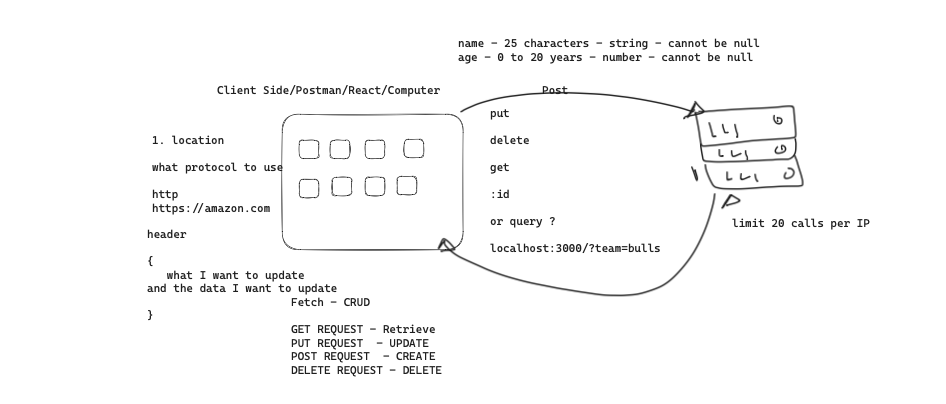 name - 25 characters - string - cannot be null
age - 0 to 20 years - number - cannot be null
Client Side/Postman/React/Computer
Post
put
delete
get
:id
or query ?
localhost:3000/?team=bulls
1. location
what protocol to use
http
https://amazon.com
header
{
what I want to update
and the data I want to update
}
Fetch - CRUD
GET REQUEST - Retrieve
PUT REQUEST - UPDATE
POST REQUEST - CREATE
DELETE REQUEST - DELETE
limit 20 calls per IP